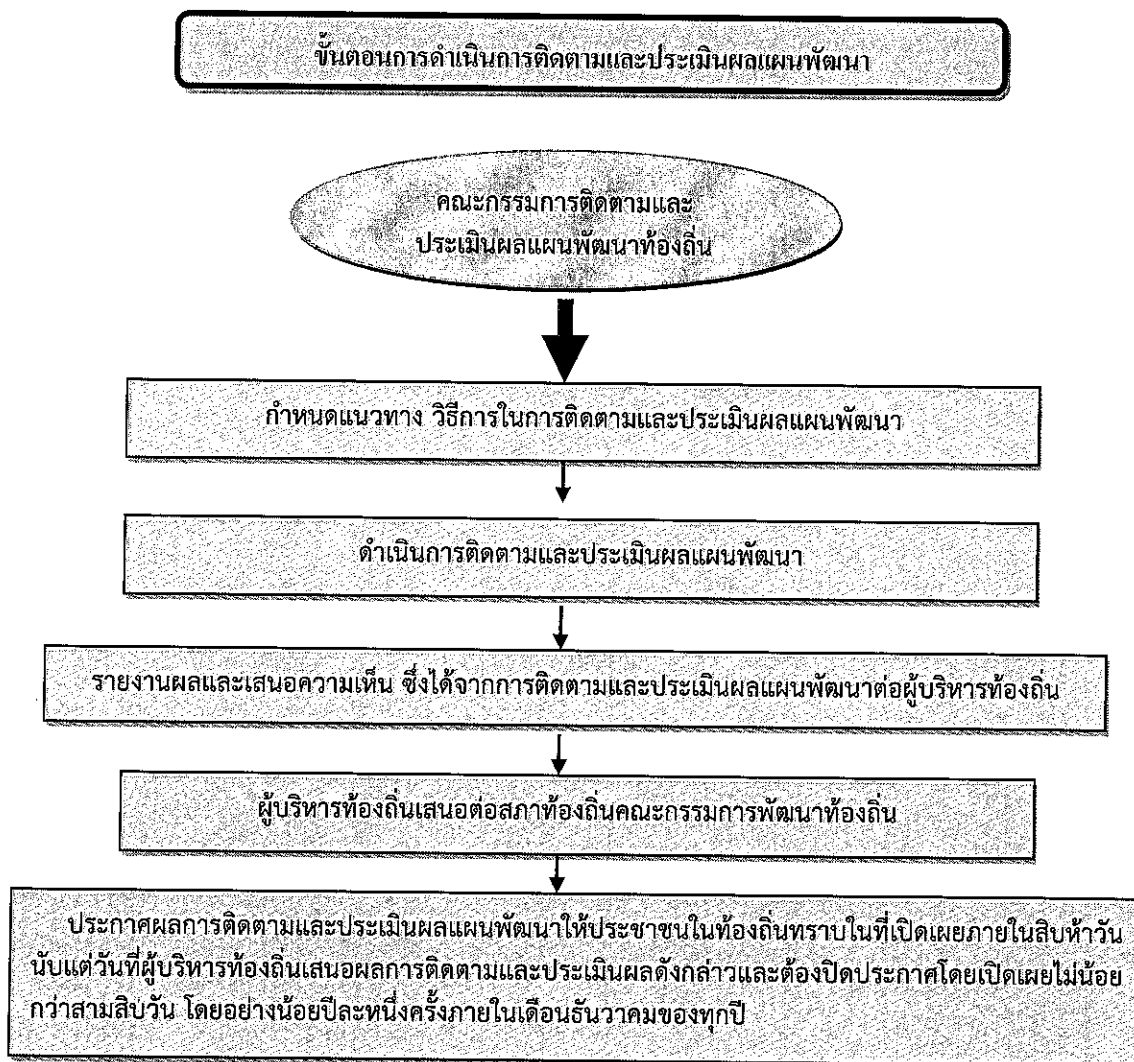 ขั้นตอนการดำเนินการติดตามและประเมินผลแผนพัฒนา
คณะกรรมการติดตามและ
ประเมินผลแผนพัฒนาท้องถิ่น
กำหนดแนวทาง วิธีการในการติดตามและประเมินผลแผนพัฒนา
ดำเนินการติดตามและประเมินผลแผนพัฒนา
รายงานผลและเสนอความเห็น ซึ่งได้จากการติดตามและประเมินผลแผนพัฒนาต่อผู้บริหารท้องถิ่น
ผู้บริหารท้องถิ่นเสนอต่อสภาท้องถิ่นคณะกรรมการพัฒนาท้องถิ่น
ประกาศผลการติดตามและประเมินผลแผนพัฒนาให้ประชาชนในท้องถิ่นทราบในที่เปิดเผยภายในสิบห้าวัน
นับแต่วันที่ผู้บริหารท้องถิ่นเสนอผลการติดตามและประเมินผลดังกล่าวและต้องปิดประกาศโดยเปิดเผยไม่น้อย
กว่าสามสิบวัน โดยอย่างน้อยปีละหนึ่งครั้งภายในเดือนธันวาคมของทุกปี